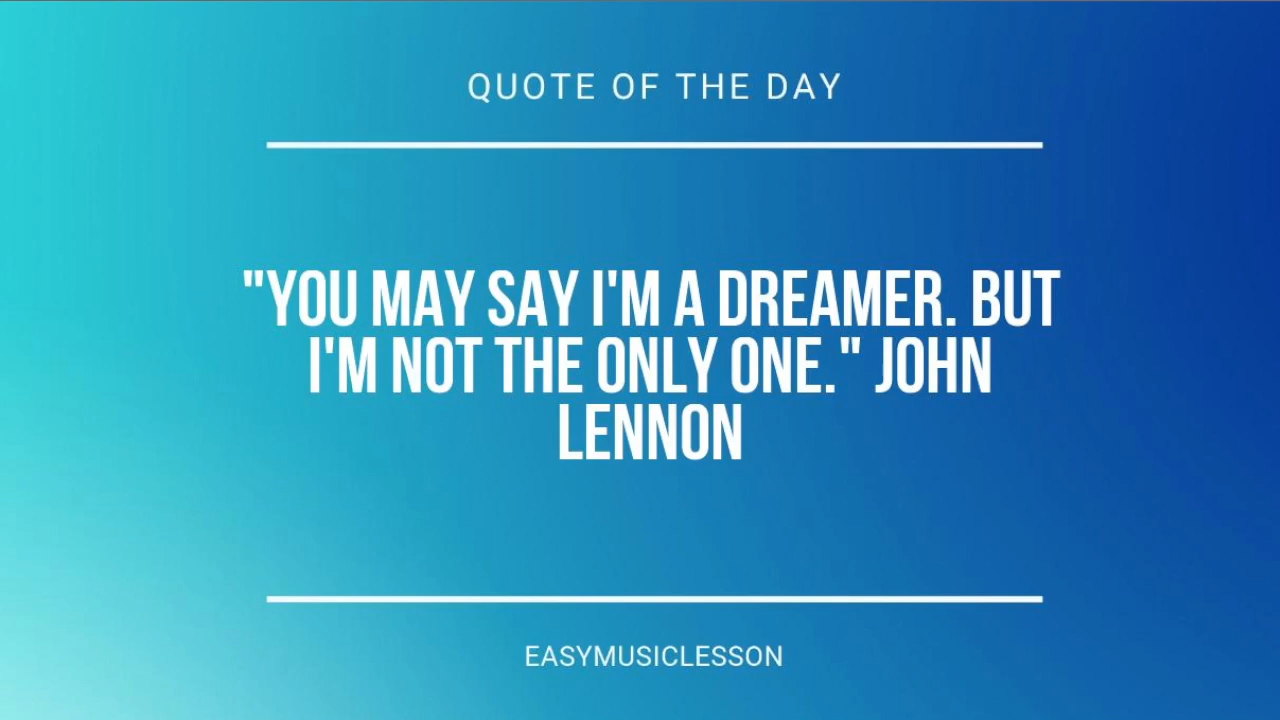 QUOTE OF THE DAY
"YOU MAY SAY I'M A DREAMER. BUT
I'M NOT THE ONLY ONE." JOHN
LENNON
EASYMUSICLESSON